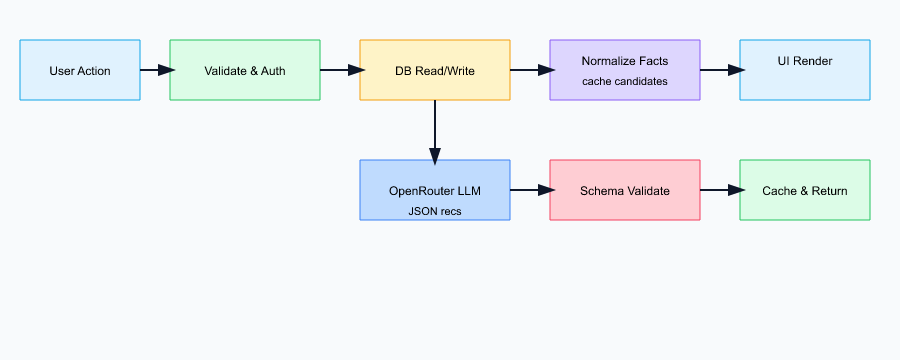 User Action
Validate & Auth
DB Read/Write
Normalize Facts
cache candidates
UI Render
OpenRouter LLM
JSON recs
Schema Validate
Cache & Return